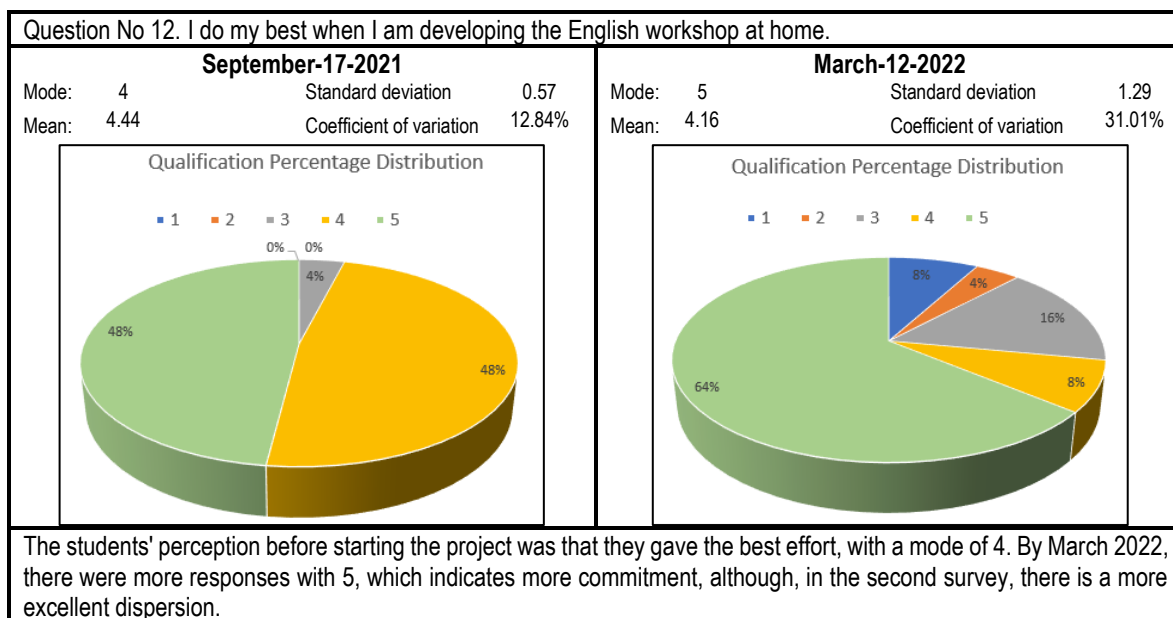 Question No 12. I do my best when I am developing the English workshop at home.
September-17-2021
Mode: 4 Standard deviation 0.57
Mean: 4.44 Coefficient of variation 12.84%
Qualification Percentage Distribution
1 2 3 4 5
0% 0%
4%
48%
48%
March-12-2022
Mode: 5 Standard deviation 1.29
Mean: 4.16 Coefficient of variation 31.01%
Qualification Percentage Distribution
1 2 3 4 5
8%
4%
16%
8%
64%
The students' perception before starting the project was that they gave the best effort, with a mode of 4. By March 2022,
there were more responses with 5, which indicates more commitment, although, in the second survey, there is a more
excellent dispersion.